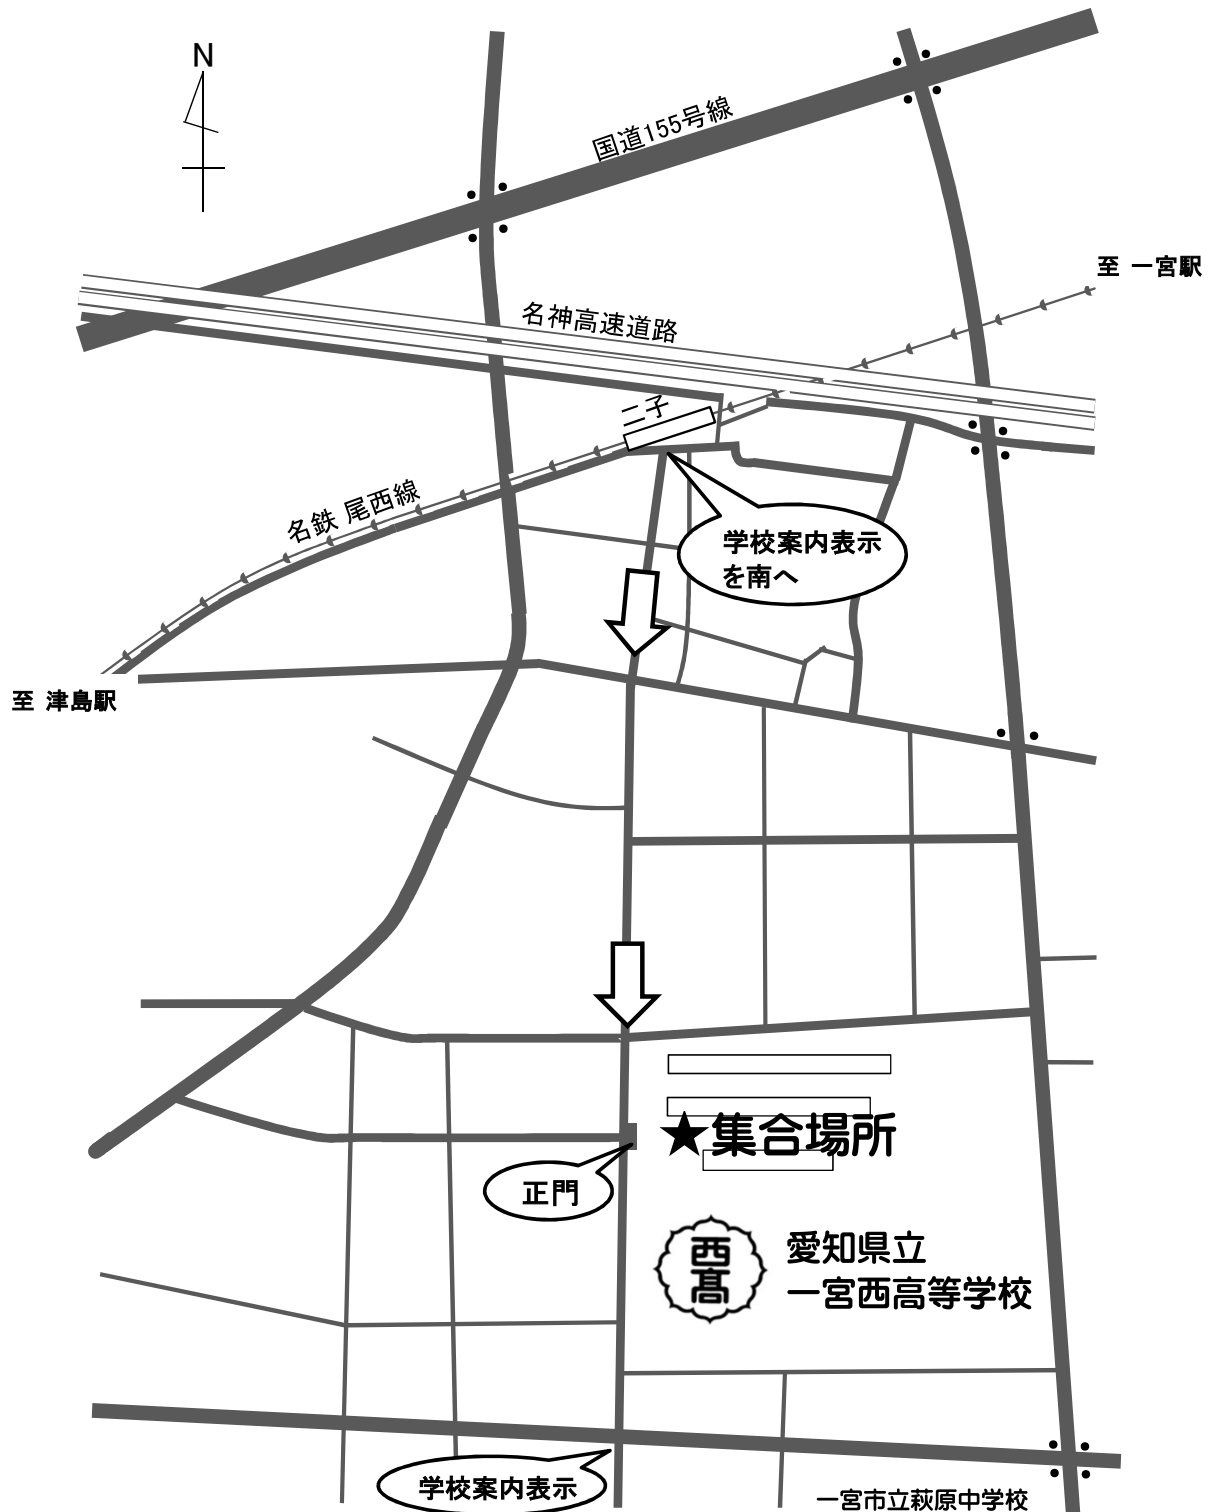 N
国道155号線
至 一宮駅
名神高速道路
二子
名鉄 尾西線
学校案内表示
を南へ
至 津島駅
★集合場所
正門
西
高
愛知県立
一宮西高等学校
学校案内表示
一宮市立萩原中学校